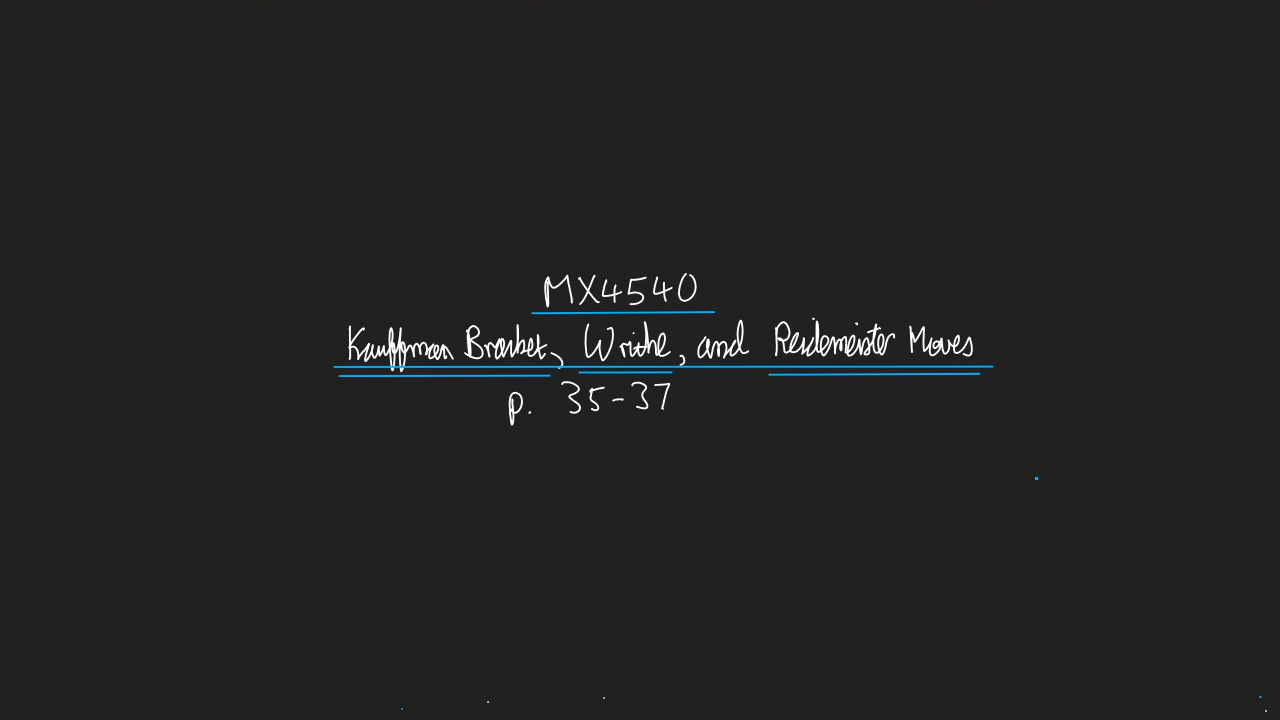 MX4540
Kauffman Bracket, Writhe, and Reidemeister Moves
p. 35-37